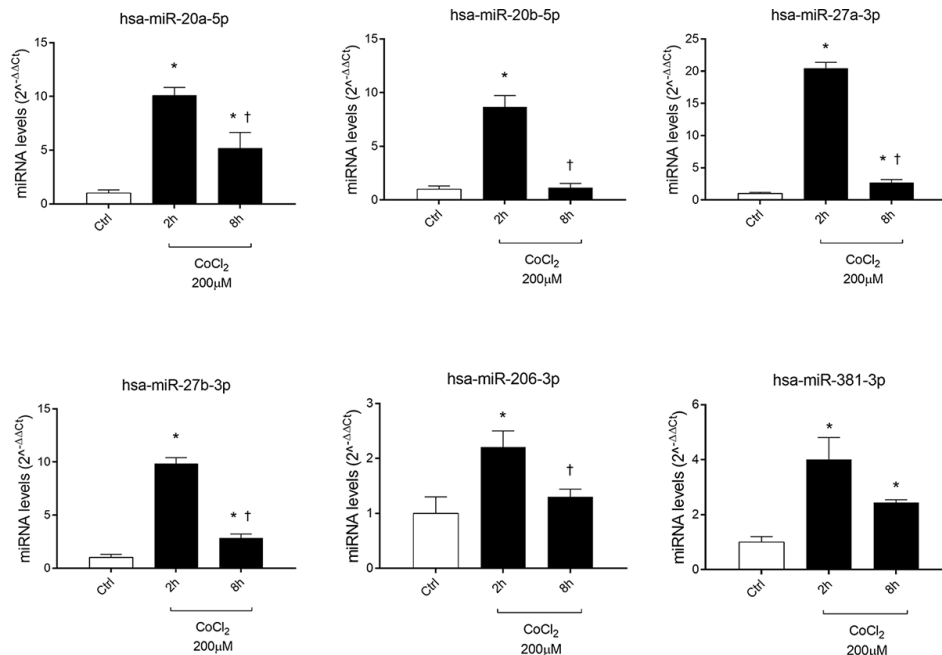 hsa-miR-20a-5p
miRNA levels (2^-ΔΔCt)
15
10
5
0
*
* †
Ctrl
2h
8h
CoCl2
200µM
hsa-miR-20b-5p
miRNA levels (2^-ΔΔCt)
15
10
5
0
*
†
Ctrl
2h
8h
CoCl2
200µM
hsa-miR-27a-3p
miRNA levels (2^-ΔΔCt)
25
20
15
10
5
0
*
* †
Ctrl
2h
8h
CoCl2
200µM
hsa-miR-27b-3p
miRNA levels (2^-ΔΔCt)
15
10
5
0
*
* †
Ctrl
2h
8h
CoCl2
200µM
hsa-miR-206-3p
miRNA levels (2^-ΔΔCt)
3
2
1
0
*
†
Ctrl
2h
8h
CoCl2
200µM
hsa-miR-381-3p
miRNA levels (2^-ΔΔCt)
6
4
2
0
*
*
Ctrl
2h
8h
CoCl2
200µM